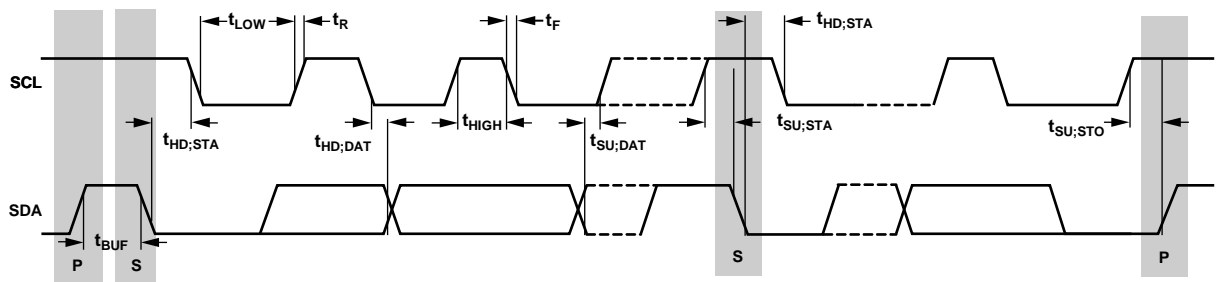 tLOW
tR
tF
tHD;STA
SCL
tHD;STA
tHD;DAT
tHIGH
tSU;DAT
tSU;STA
tSU;STO
SDA
tBUF
P
S
S
P